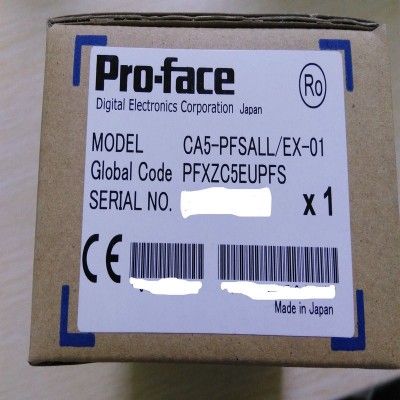 Pro-face
Ro
Digital Electronics Corporation Japan
MODEL CA5-PFSALL/EX-01
Global Code PFXZC5EUPFS
SERIAL NO. x 1
CE
Made in Japan